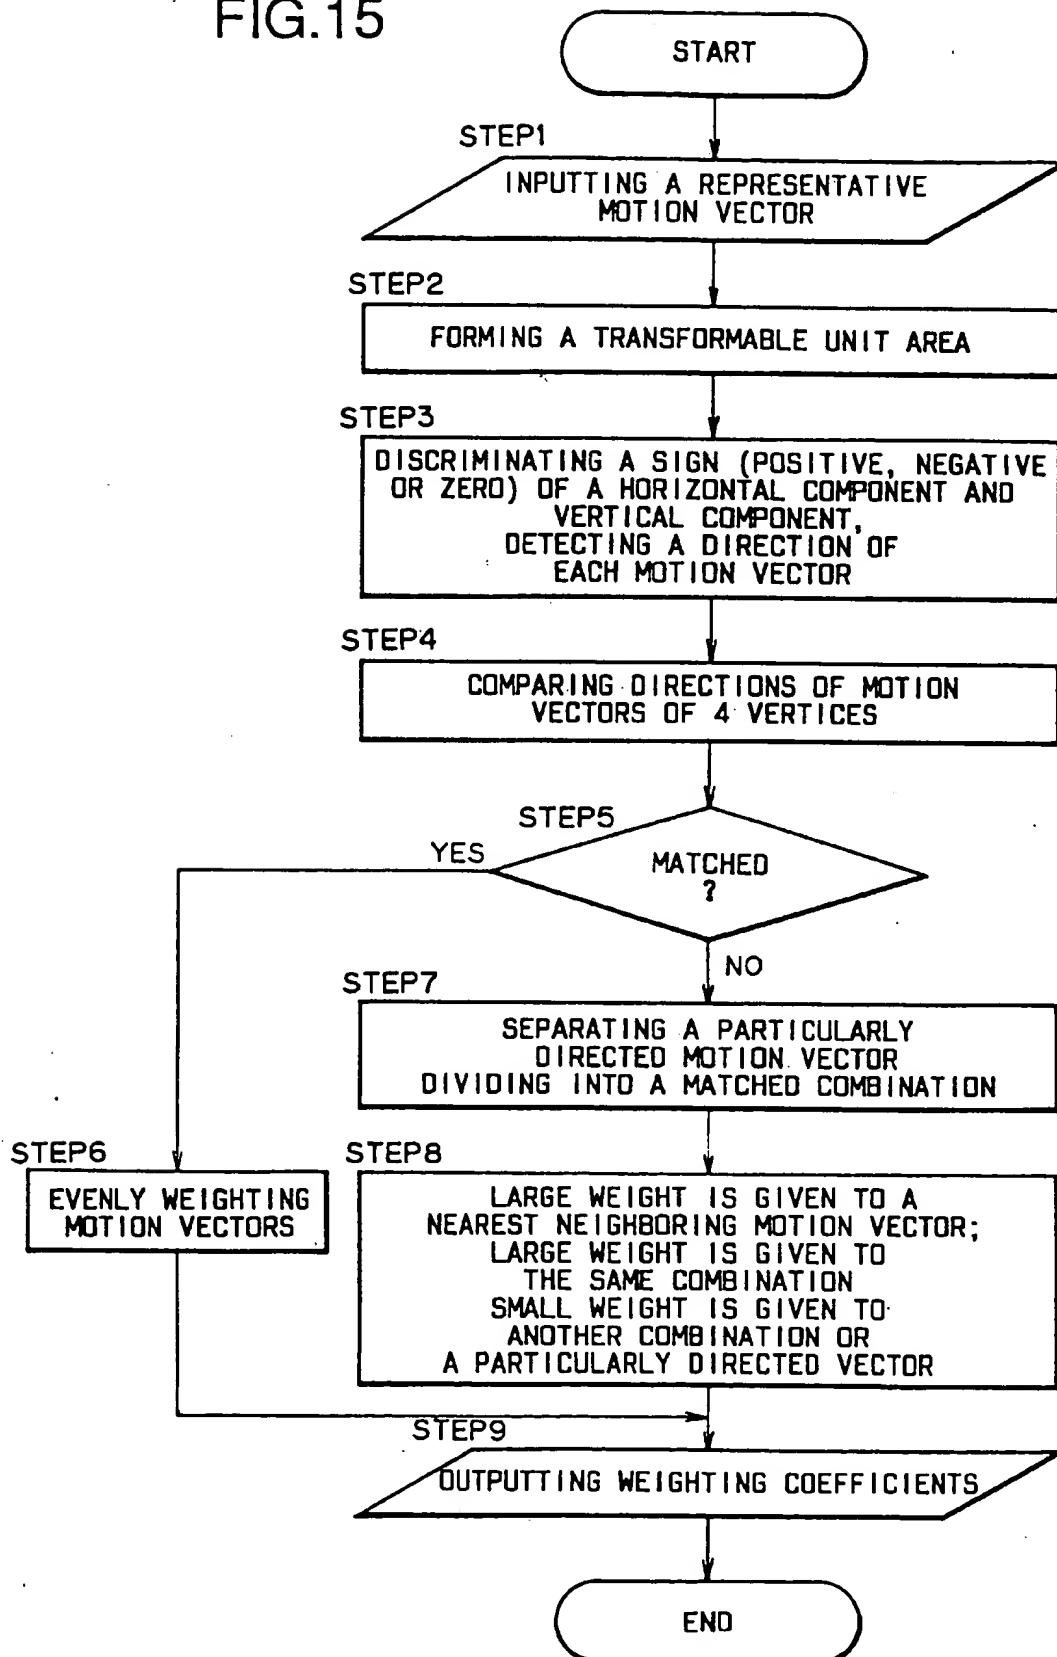 FIG.15
START
STEP1
INPUTTING A REPRESENTATIVE
MOTION VECTOR
STEP2
FORMING A TRANSFORMABLE UNIT AREA
STEP3
DISCRIMINATING A SIGN (POSITIVE, NEGATIVE
OR ZERO) OF A HORIZONTAL COMPONENT AND
VERTICAL COMPONENT,
DETECTING A DIRECTION OF
EACH MOTION VECTOR
STEP4
COMPARING DIRECTIONS OF MOTION
VECTORS OF 4 VERTICES
STEP5
YES
MATCHED
?
NO
STEP7
SEPARATING A PARTICULARLY
DIRECTED MOTION VECTOR
DIVIDING INTO A MATCHED COMBINATION
STEP6
EVENLY WEIGHTING
MOTION VECTORS
STEP8
LARGE WEIGHT IS GIVEN TO A
NEAREST NEIGHBORING MOTION VECTOR;
LARGE WEIGHT IS GIVEN TO
THE SAME COMBINATION
SMALL WEIGHT IS GIVEN TO
ANOTHER COMBINATION OR
A PARTICULARLY DIRECTED VECTOR
STEP9
OUTPUTTING WEIGHTING COEFFICIENTS
END